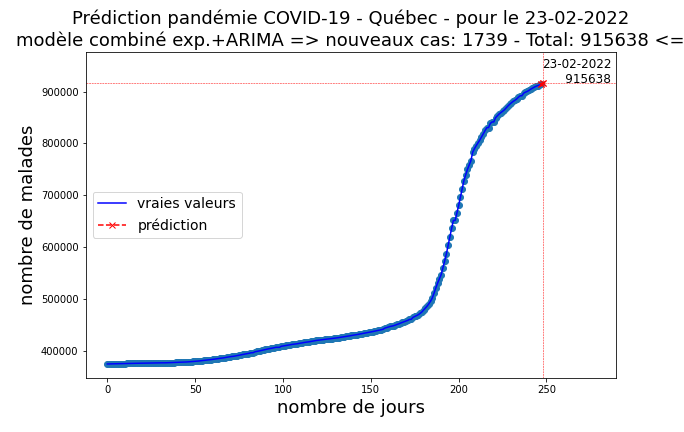 Prédiction pandémie COVID-19 - Québec - pour le 23-02-2022
modèle combiné exp.+ARIMA => nouveaux cas: 1739 - Total: 915638 <=
23-02-2022
915638
900000
800000
700000
600000
500000
400000
nombre de malades
vraies valeurs
prédiction
0 50 100 150 200 250
nombre de jours